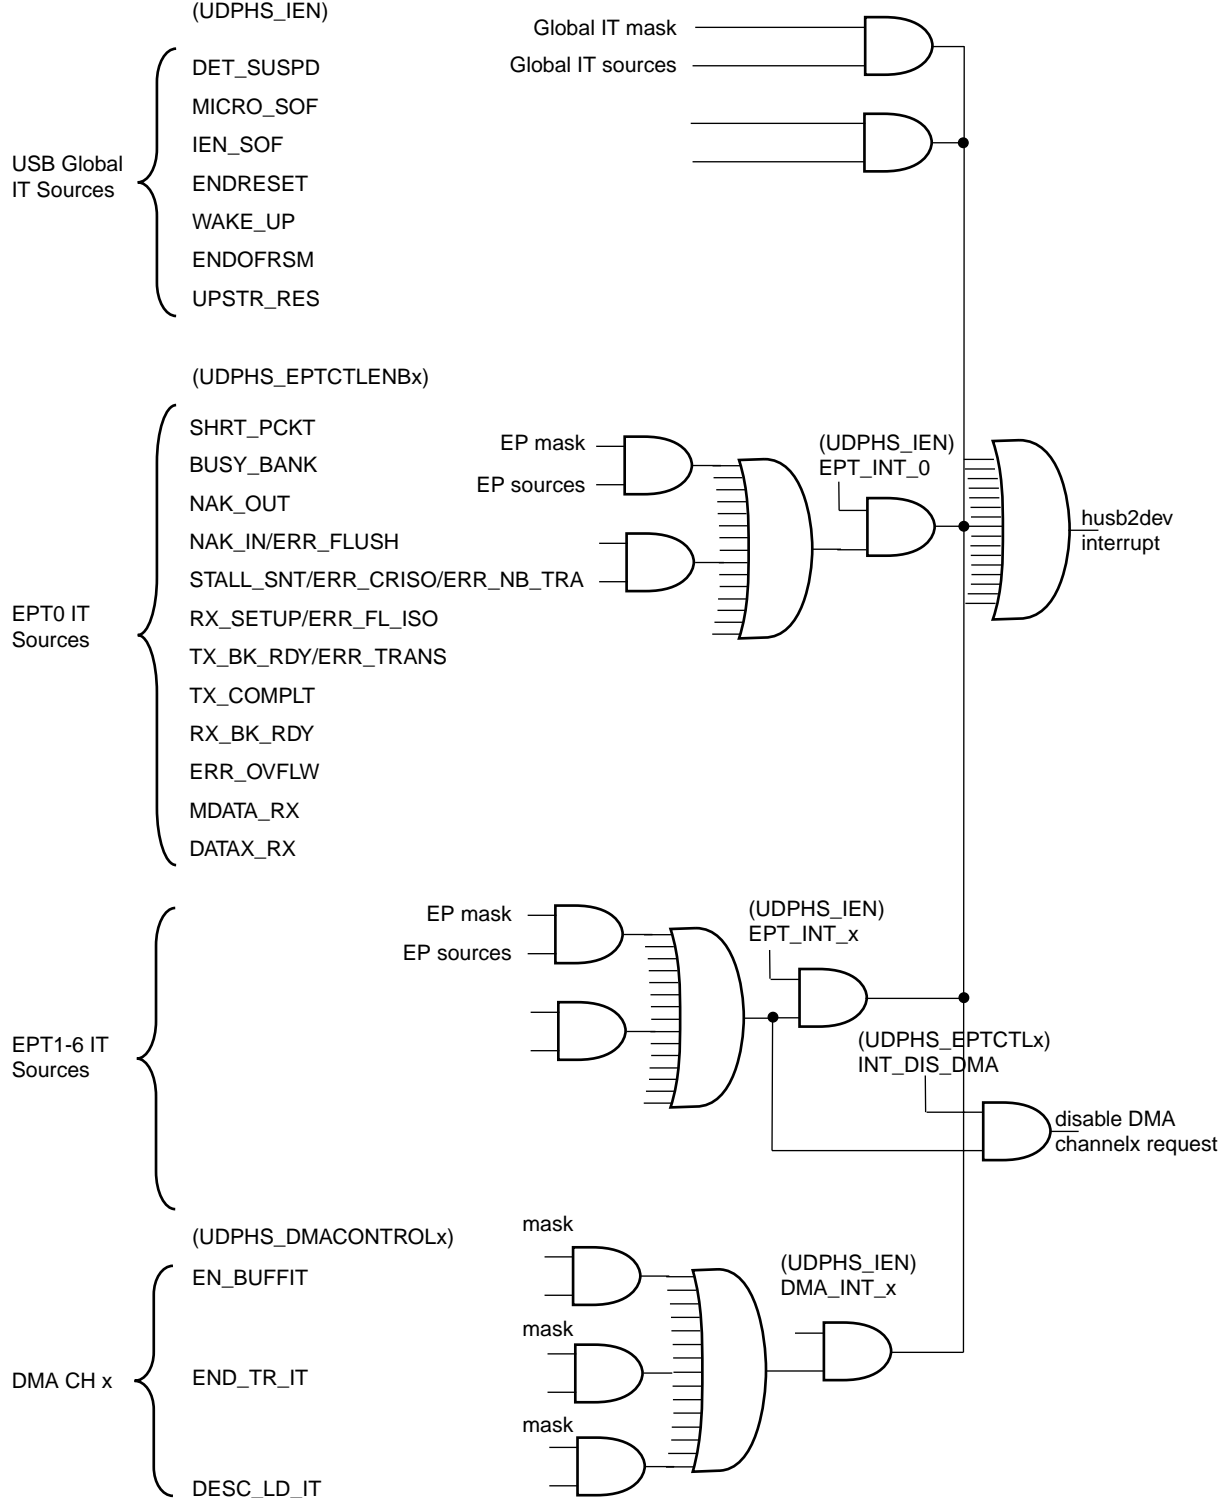 (UDPHS_IEN)
Global IT mask
Global IT sources
DET_SUSPD
MICRO_SOF
IEN_SOF
USB Global
IT Sources
ENDRESET
WAKE_UP
ENDOFRSM
UPSTR_RES
(UDPHS_EPTCTLENBx)
SHRT_PCKT
BUSY_BANK
NAK_OUT
NAK_IN/ERR_FLUSH
STALL_SNT/ERR_CRISO/ERR_NB_TRA
EPT0 IT
Sources
RX_SETUP/ERR_FL_ISO
TX_BK_RDY/ERR_TRANS
TX_COMPLT
RX_BK_RDY
ERR_OVFLW
MDATA_RX
DATAX_RX
EP mask
EP sources
(UDPHS_IEN)
EPT_INT_0
husb2dev
interrupt
EP mask
EP sources
(UDPHS_IEN)
EPT_INT_x
EPT1-6 IT
Sources
(UDPHS_EPTCTLx)
INT_DIS_DMA
disable DMA
channelx request
(UDPHS_DMACONTROLx)
mask
EN_BUFFIT
(UDPHS_IEN)
DMA_INT_x
mask
DMA CH x
END_TR_IT
mask
DESC_LD_IT